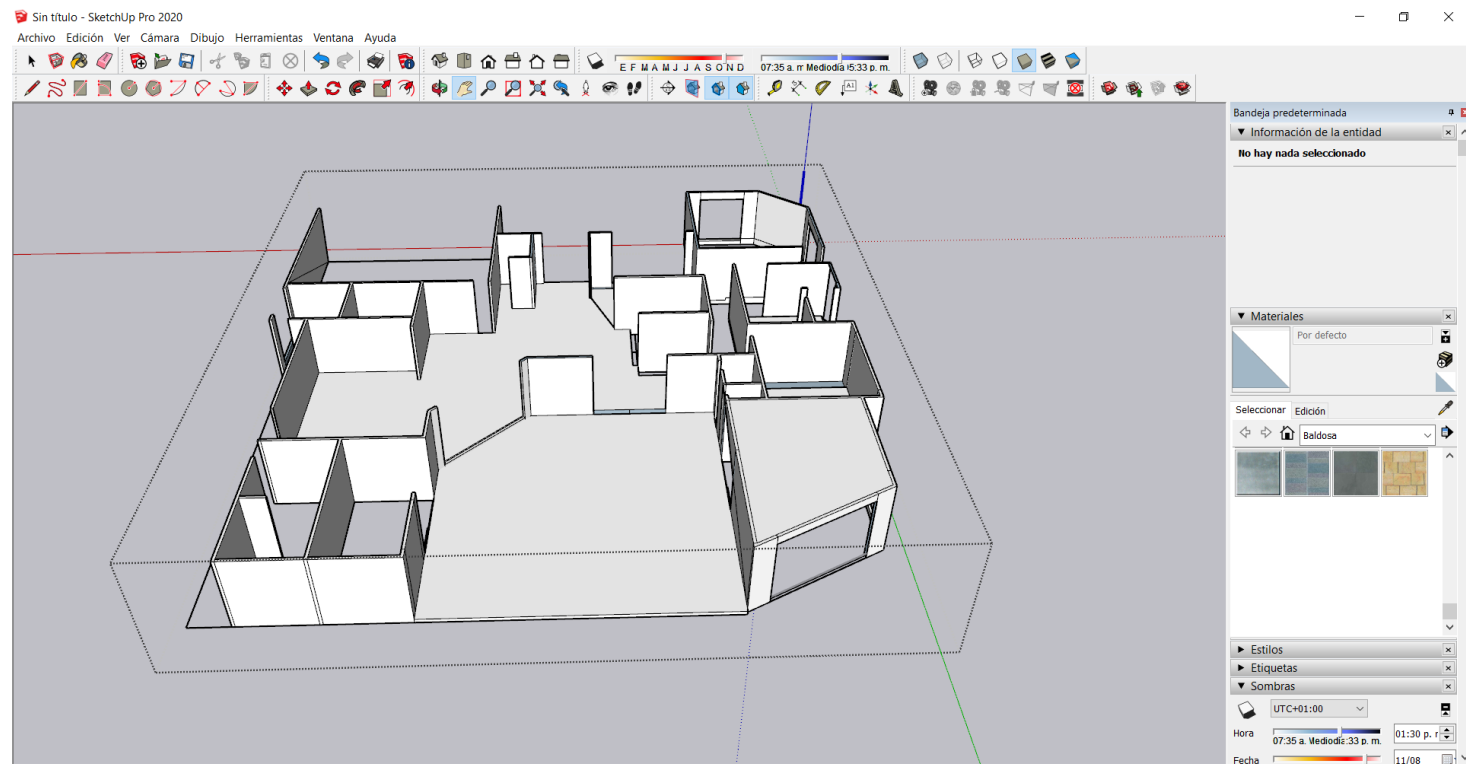 Sin título - SketchUp Pro 2020
Archivo Edición Ver Cámara Dibujo Herramientas Ventana Ayuda
E F M A M J J A S O N D 07:35 a. m Mediodía 05:33 p. m.
A1
Bandeja predeterminada
Información de la entidad
No hay nada seleccionado
Materiales
Por defecto
Seleccionar Edición
Baldosa
Estilos
Etiquetas
Sombras
UTC+01:00
Hora 07:35 a. Mediodía :33 p. m. 01:30 p. r
Fecha 11/08